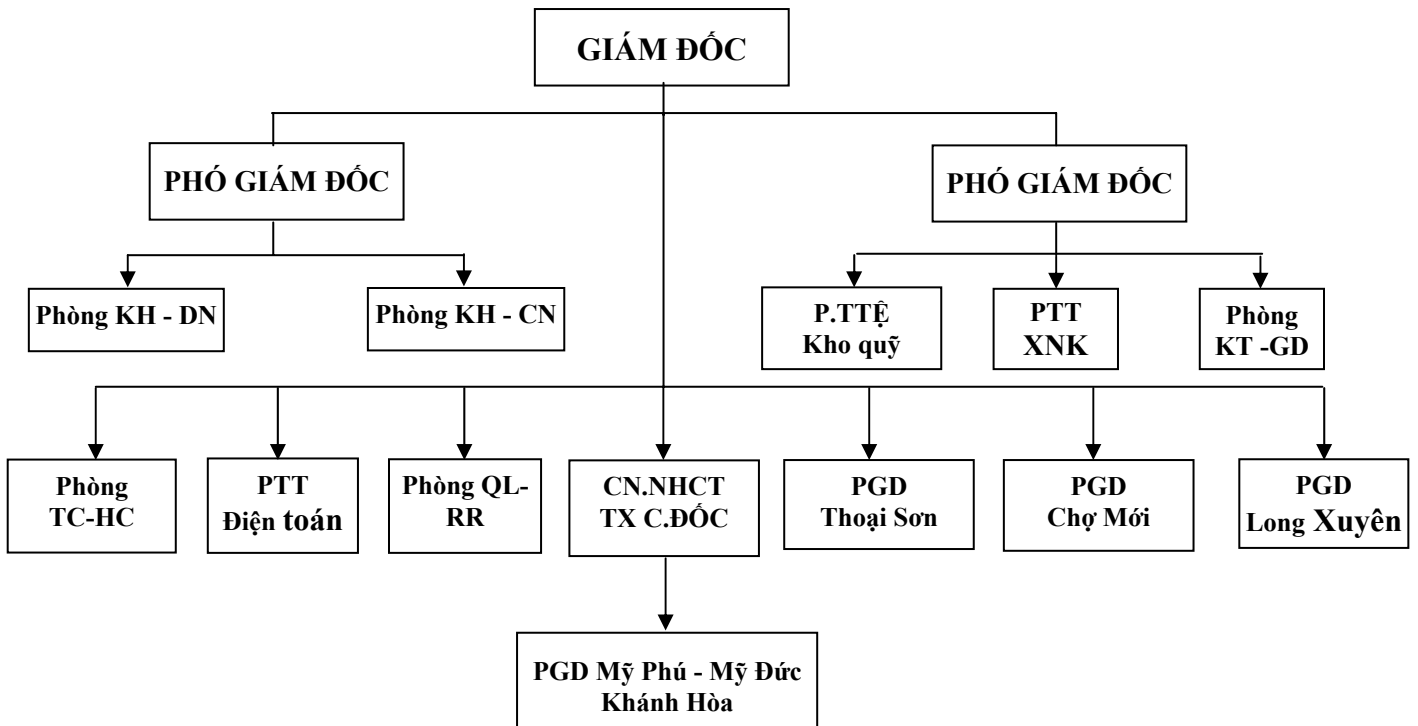 GIÁM ĐỐC
PHÓ GIÁM ĐỐC
PHÓ GIÁM ĐỐC
Phòng KH - DN
Phòng KH - CN
P.TTỆ
Kho quỹ
PTT
XNK
Phòng
KT -GD
Phòng
TC-HC
PTT
Điện toán
Phòng QL-
RR
CN.NHCT
TX C.ĐỐC
PGD
Thoại Sơn
PGD
Chợ Mới
PGD
Long Xuyên
PGD Mỹ Phú - Mỹ Đức
Khánh Hòa